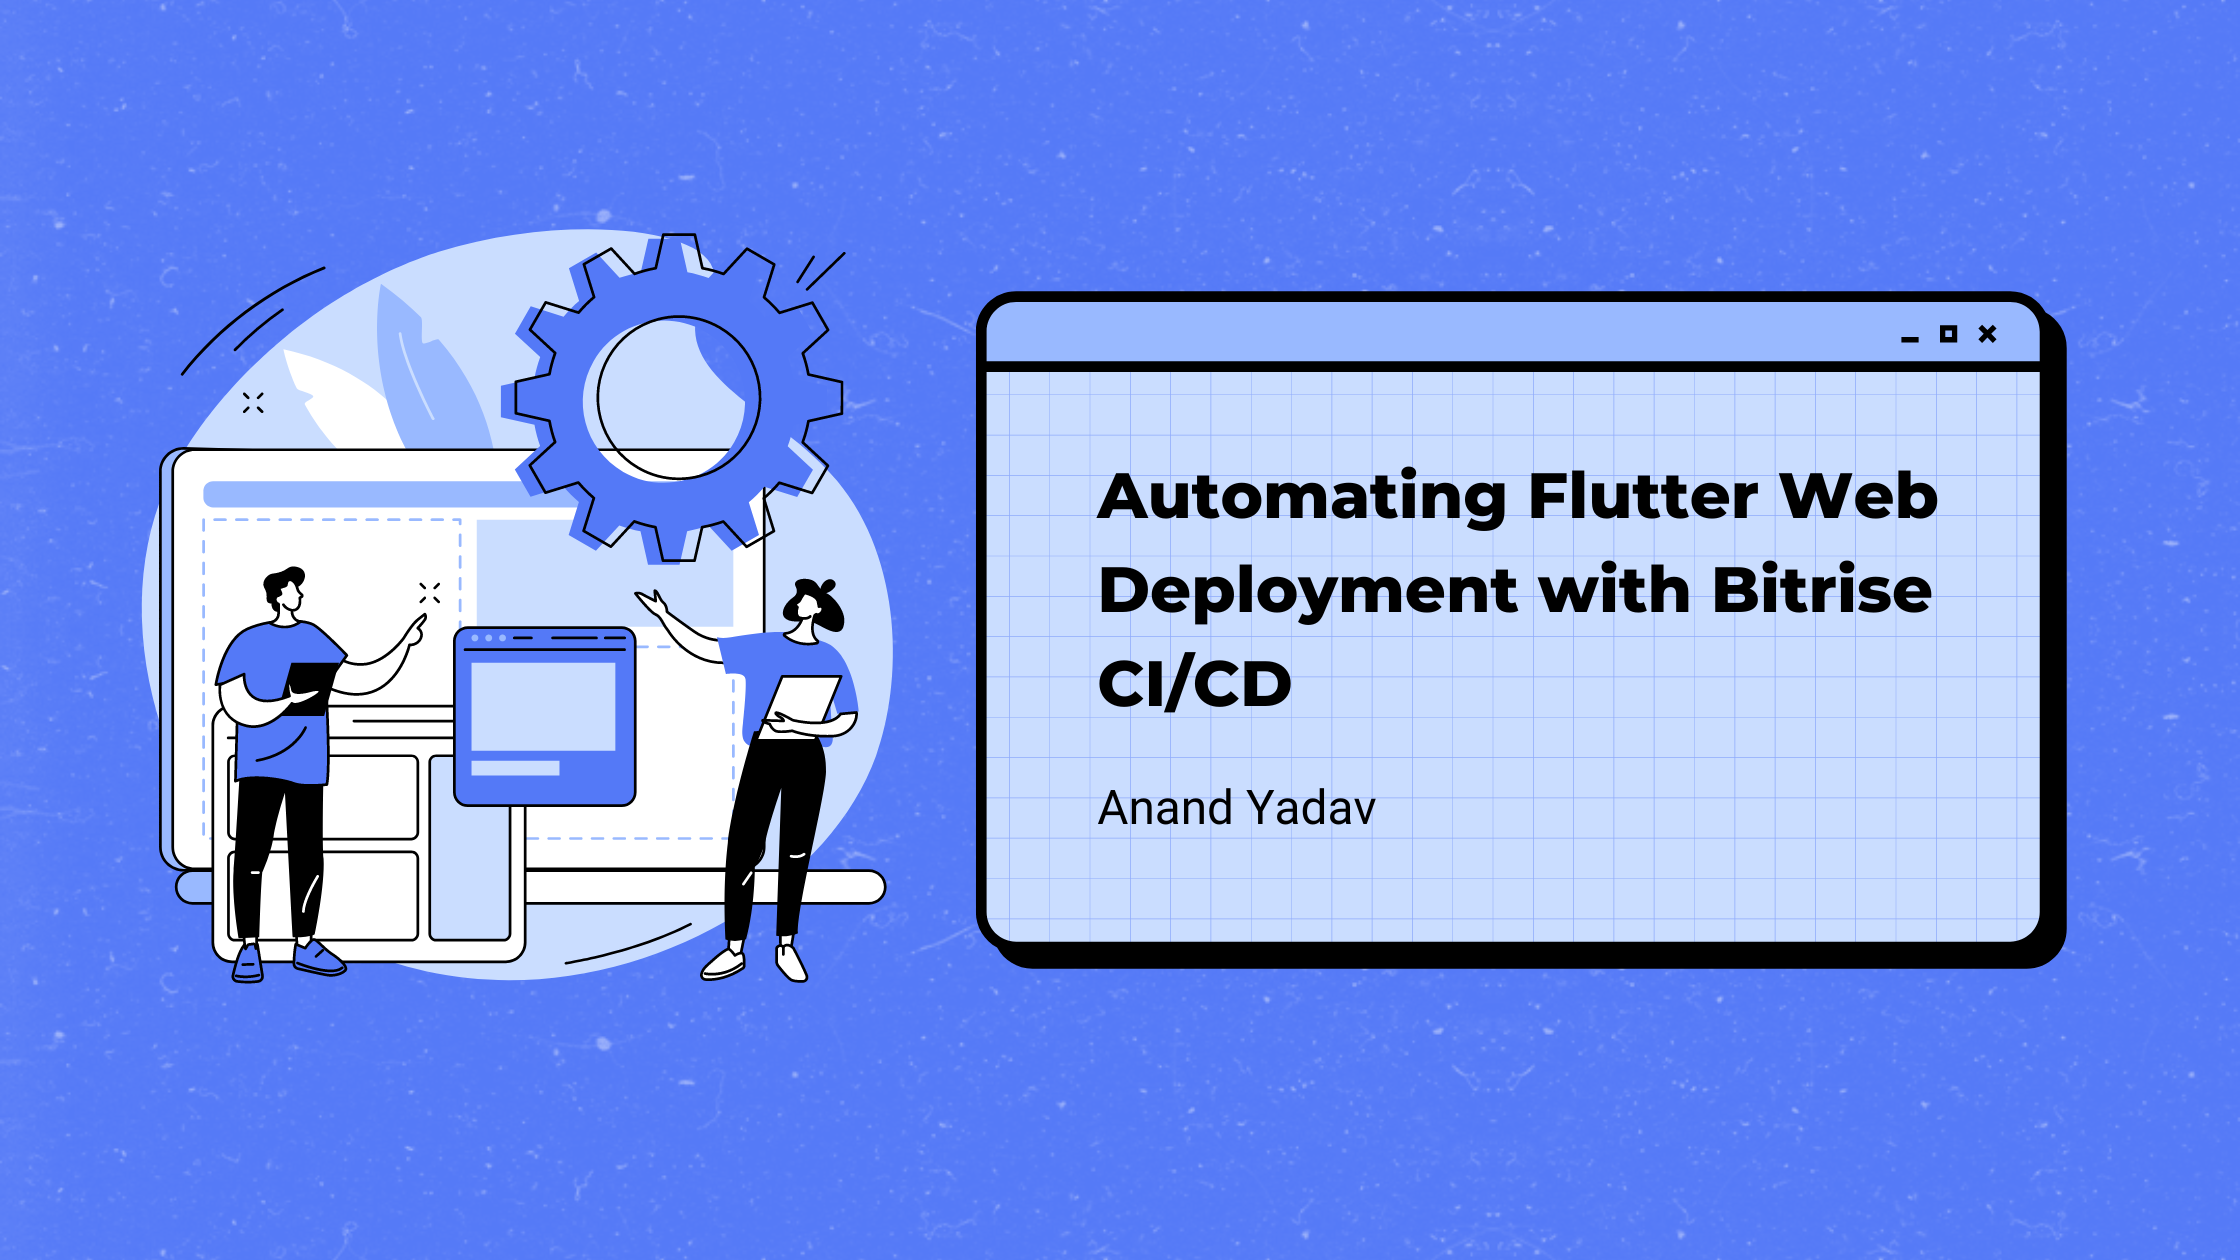 Automating Flutter Web
Deployment with Bitrise
CI/CD
Anand Yadav